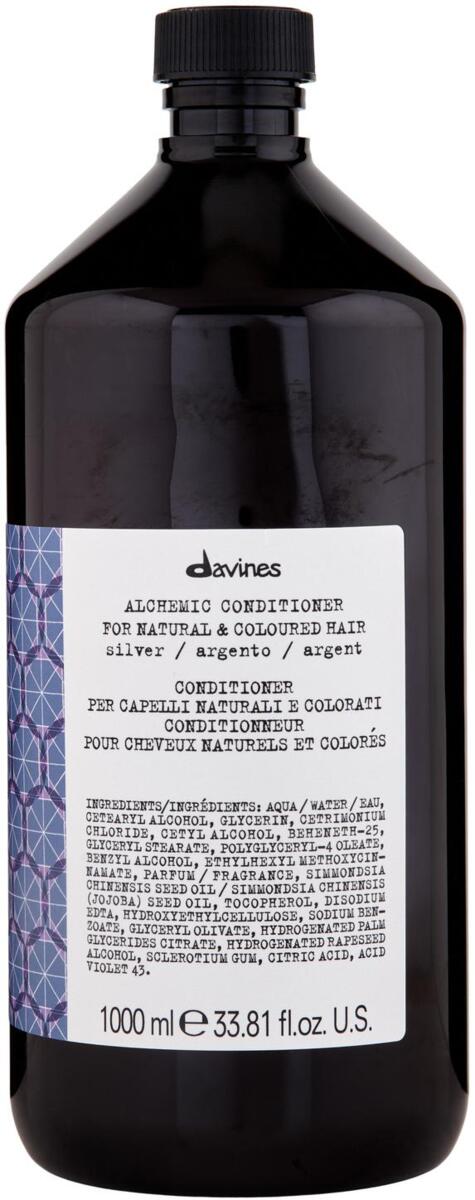 davines
ALCHEMIC CONDITIONER
FOR NATURAL & COLOURED HAIR
silver / argento / argent
CONDITIONER
PER CAPELLI NATURALI E COLORATI
CONDITIONNEUR
POUR CHEVEUX NATURELS ET COLORÉS
INGREDIENTS/INGRÉDIENTS: AQUA/WATER/EAU,
CETEARYL ALCOHOL, GLYCERIN, CETRIMONIUM
CHLORIDE, CETYL ALCOHOL, BEHENETH-25,
GLYCERYL STEARATE, POLYGLYCERYL-4 OLEATE,
BENZYL ALCOHOL, ETHYLHEXYL METHOXYCIN-
NAMATE, PARFUM / FRAGRANCE, SIMMONDSIA
CHINENSIS SEED OIL / SIMMONDSIA CHINENSIS
(JOJOBA) SEED OIL, TOCOPHEROL, DISODIUM
EDTA, HYDROXYETHYLCELLULOSE, SODIUM BEN-
ZOATE, GLYCERYL OLIVATE, HYDROGENATED PALM
GLYCERIDES CITRATE, HYDROGENATED RAPESEED
ALCOHOL, SCLEROTIUM GUM, CITRIC ACID, ACID
VIOLET 43.
1000 ml e 33.81 fl.oz. U.S.